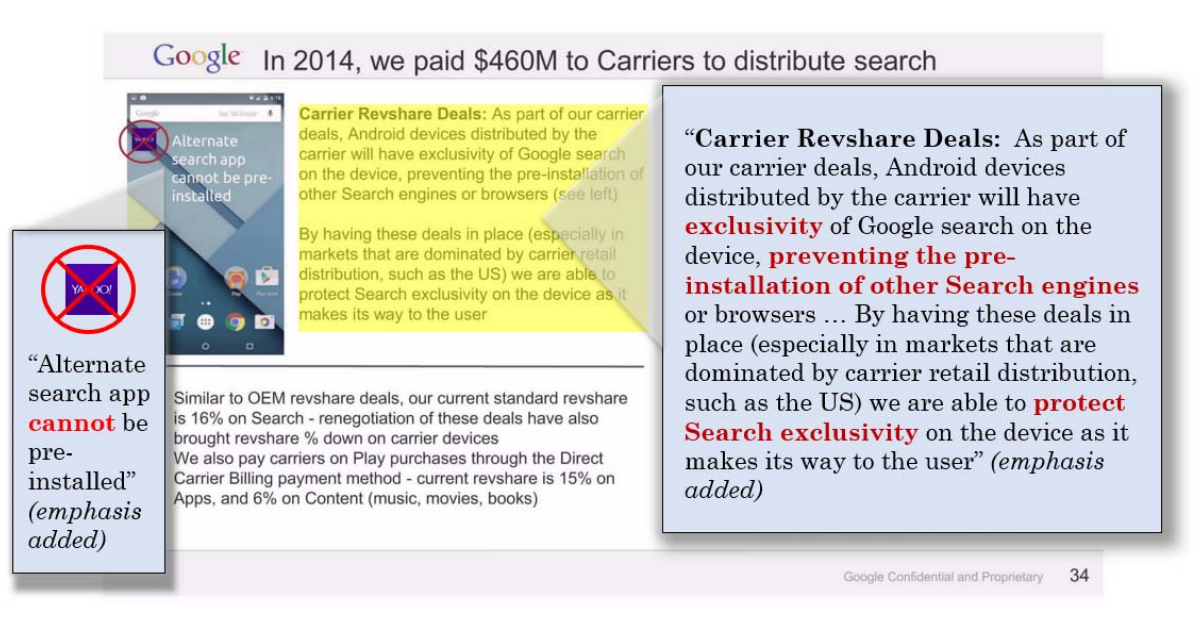 Google In 2014, we paid $460M to Carriers to distribute search
Google
Alternate
search app
cannot be pre-
installed
Carrier Revshare Deals: As part of our carrier
deals, Android devices distributed by the
carrier will have exclusivity of Google search
on the device, preventing the pre-installation of
other Search engines or browsers (see left)
By having these deals in place (especially in
markets that are dominated by carrier retail
distribution, such as the US) we are able to
protect Search exclusivity on the device as it
makes its way to the user
Similar to OEM revshare deals, our current standard revshare
is 16% on Search - renegotiation of these deals have also
brought revshare % down on carrier devices
We also pay carriers on Play purchases through the Direct
Carrier Billing payment method - current revshare is 15% on
Apps, and 6% on Content (music, movies, books)
YAHOO!
“Alternate
search app
cannot be
pre-
installed”
(emphasis
added)
“Carrier Revshare Deals: As part of
our carrier deals, Android devices
distributed by the carrier will have
exclusivity of Google search on the
device, preventing the pre-
installation of other Search engines
or browsers … By having these deals in
place (especially in markets that are
dominated by carrier retail distribution,
such as the US) we are able to protect
Search exclusivity on the device as it
makes its way to the user” (emphasis
added)
Google Confidential and Proprietary 34